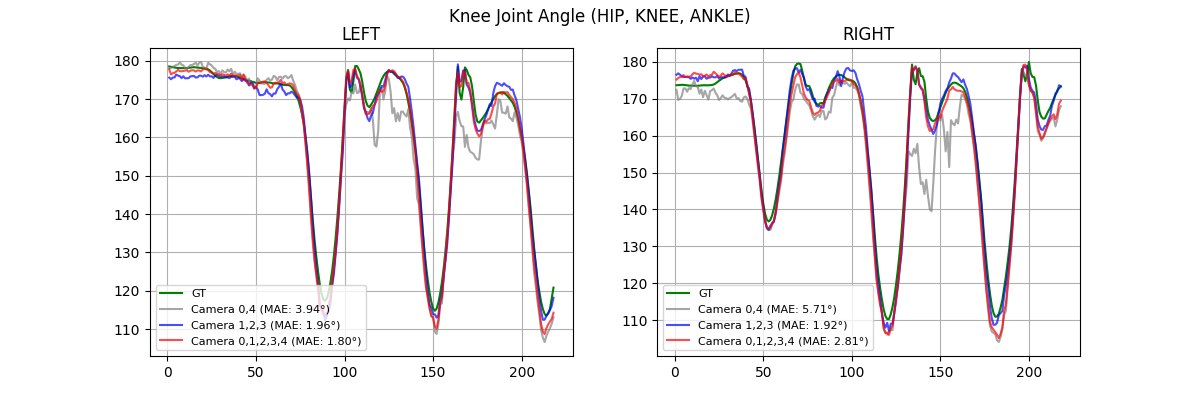 Knee Joint Angle (HIP, KNEE, ANKLE)
LEFT
180
170
160
150
140
130
120
110
0
50
100
150
200
GT
Camera 0,4 (MAE: 3.94°)
Camera 1,2,3 (MAE: 1.96°)
Camera 0,1,2,3,4 (MAE: 1.80°)
RIGHT
180
170
160
150
140
130
120
110
0
50
100
150
200
GT
Camera 0,4 (MAE: 5.71°)
Camera 1,2,3 (MAE: 1.92°)
Camera 0,1,2,3,4 (MAE: 2.81°)